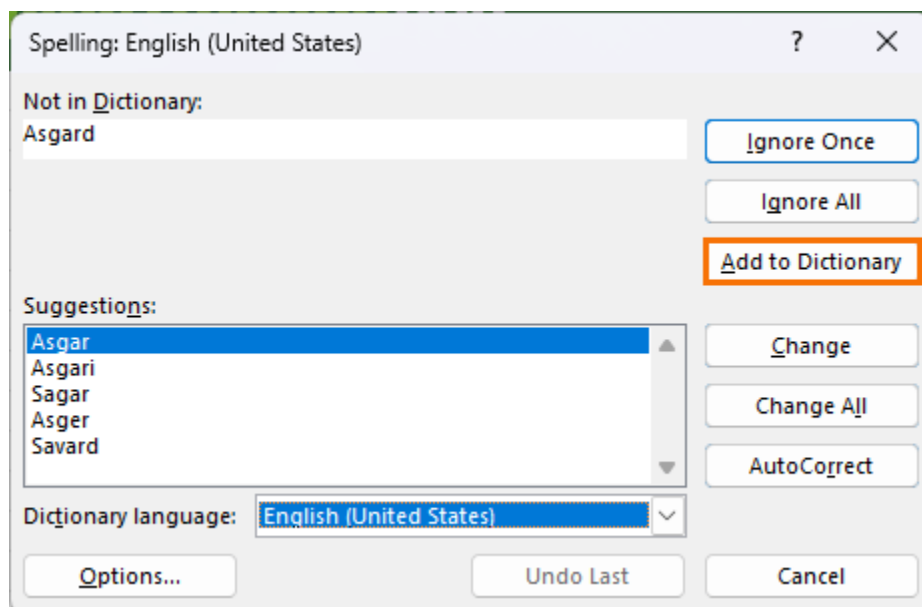 Spelling: English (United States)
?
Not in Dictionary:
Asgard
Ignore Once
Ignore All
Add to Dictionary
Suggestions:
Asgar
Asgari
Sagar
Asger
Savard
Change
Change All
AutoCorrect
Dictionary language: English (United States)
Options... Undo Last Cancel